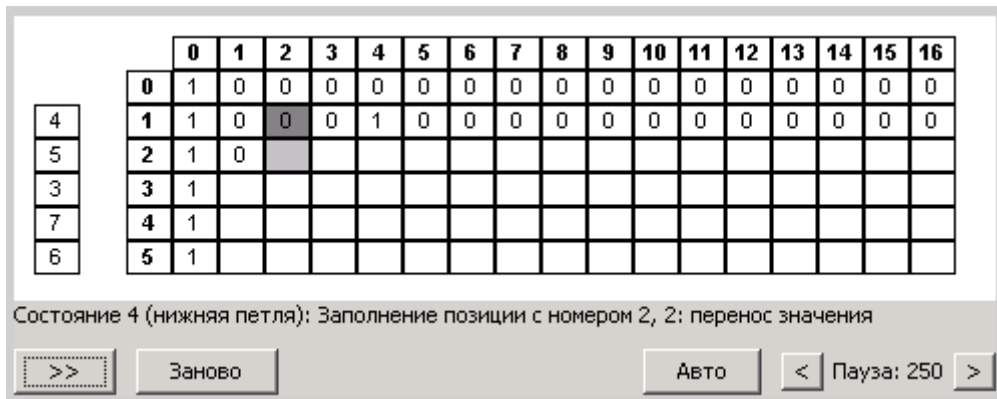 0 1 2 3 4 5 6 7 8 9 10 11 12 13 14 15 16
0 1 0 0 0 0 0 0 0 0 0 0 0 0 0 0 0 0
4 1 1 0 0 0 1 0 0 0 0 0 0 0 0 0 0 0 0
5 2 1 0
3 3 1
7 4 1
6 5 1
Состояние 4 (нижняя петля): Заполнение позиции с номером 2, 2: перенос значения
>> Заново Авто < Пауза: 250 >